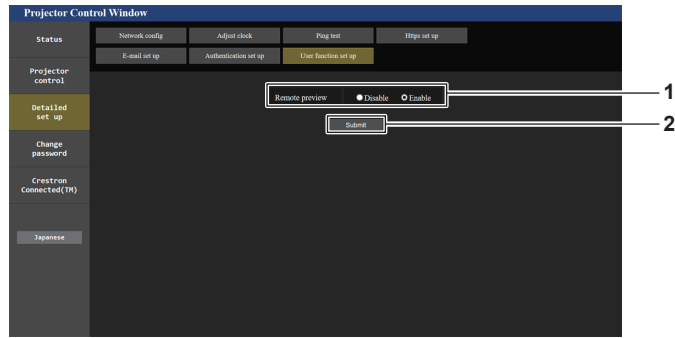 Projector Control Window
Status
Network config
Adjust clock
Ping test
Https set up
E-mail set up
Authentication set up
User function set up
Projector
control
Detailed
set up
Change
password
Crestron
Connected(TM)
Japanese
Remote preview
Disable
Enable
1
Submit
2